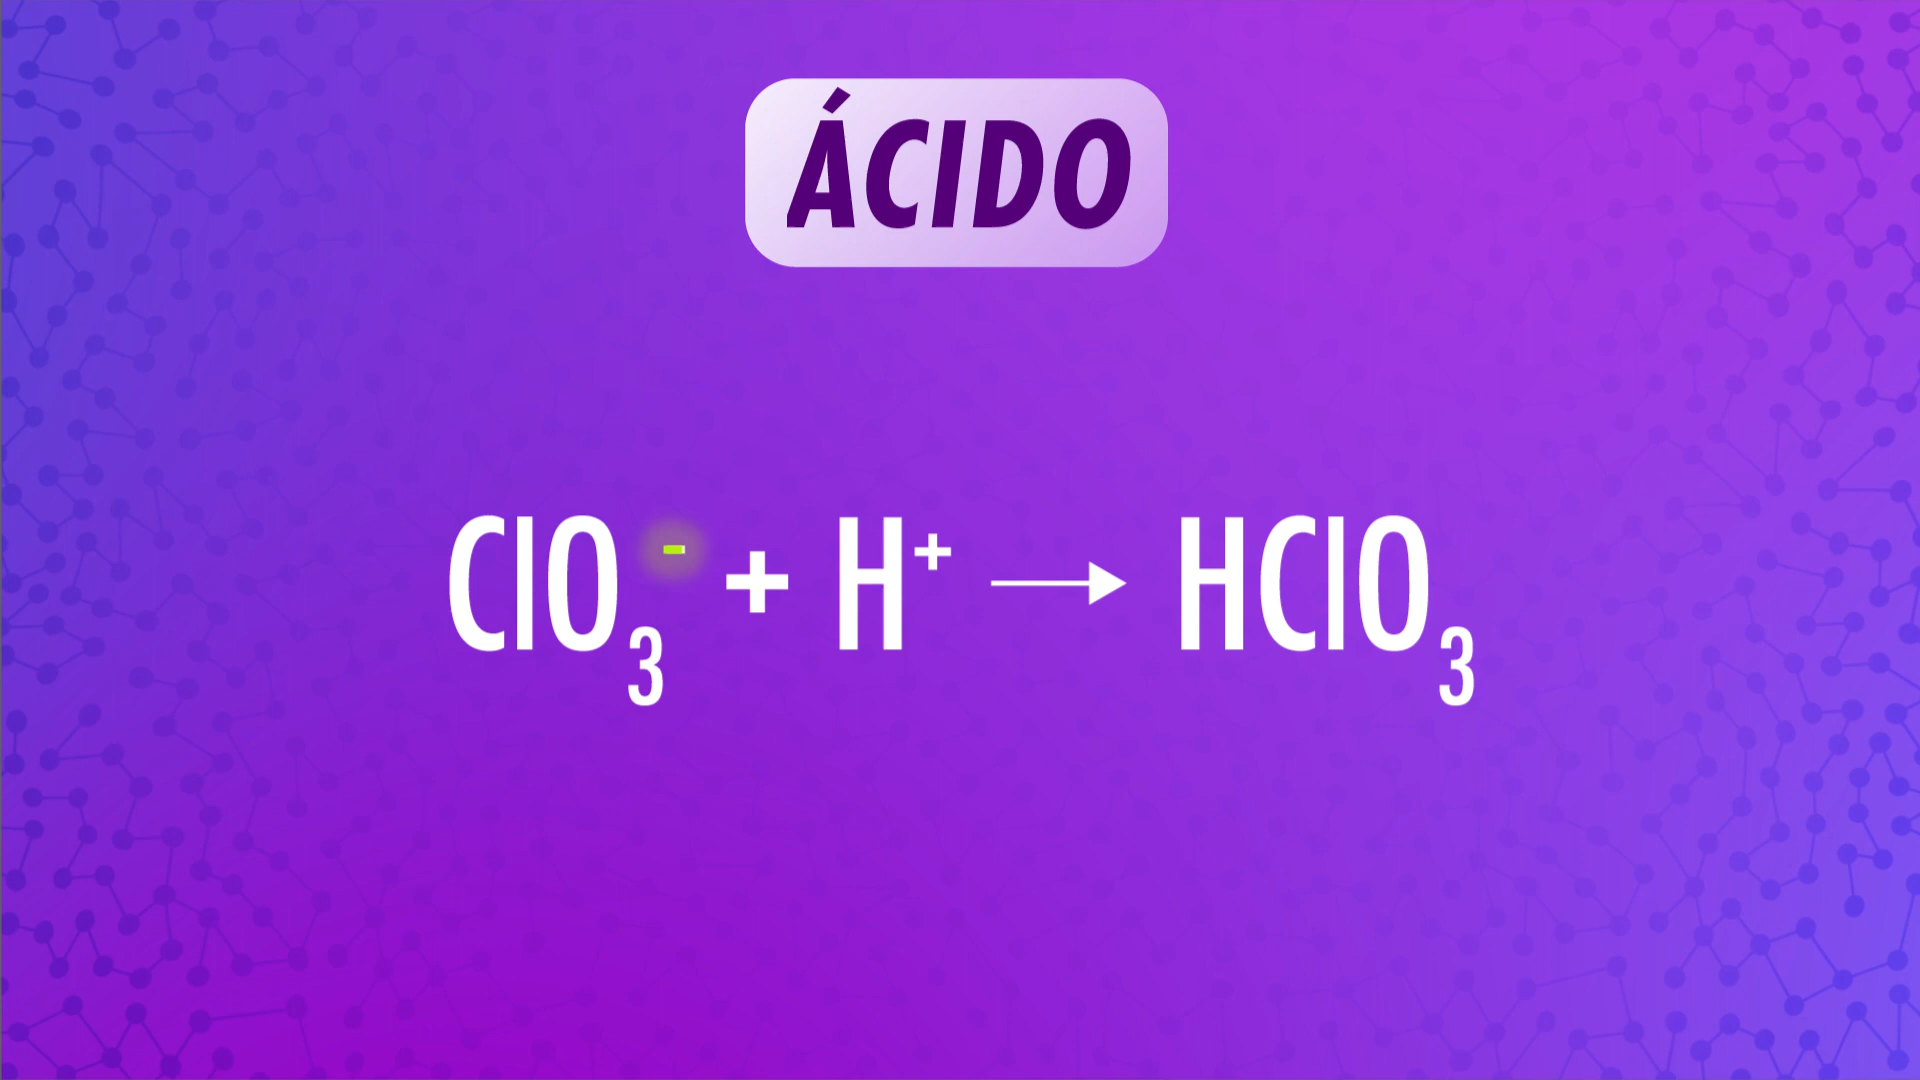 ÁCIDO
ClO₃⁻ + H⁺ → HClO₃